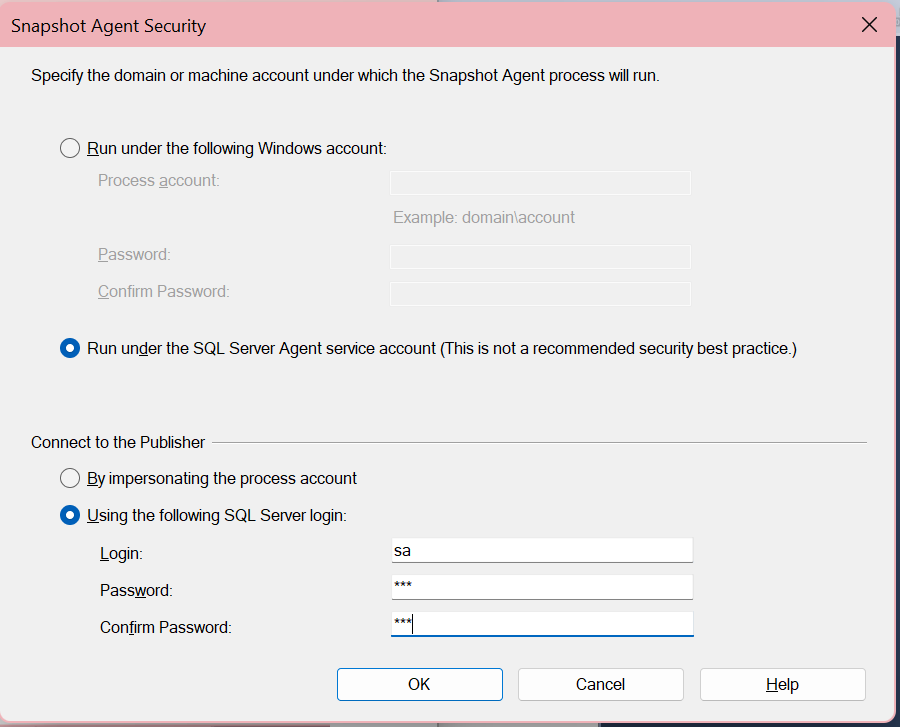 Snapshot Agent Security
Specify the domain or machine account under which the Snapshot Agent process will run.
Run under the following Windows account:
Process account:
Example: domain\account
Password:
Confirm Password:
Run under the SQL Server Agent service account (This is not a recommended security best practice.)
Connect to the Publisher
By impersonating the process account
Using the following SQL Server login:
Login: sa
Password: ***
Confirm Password: ***
OK Cancel Help